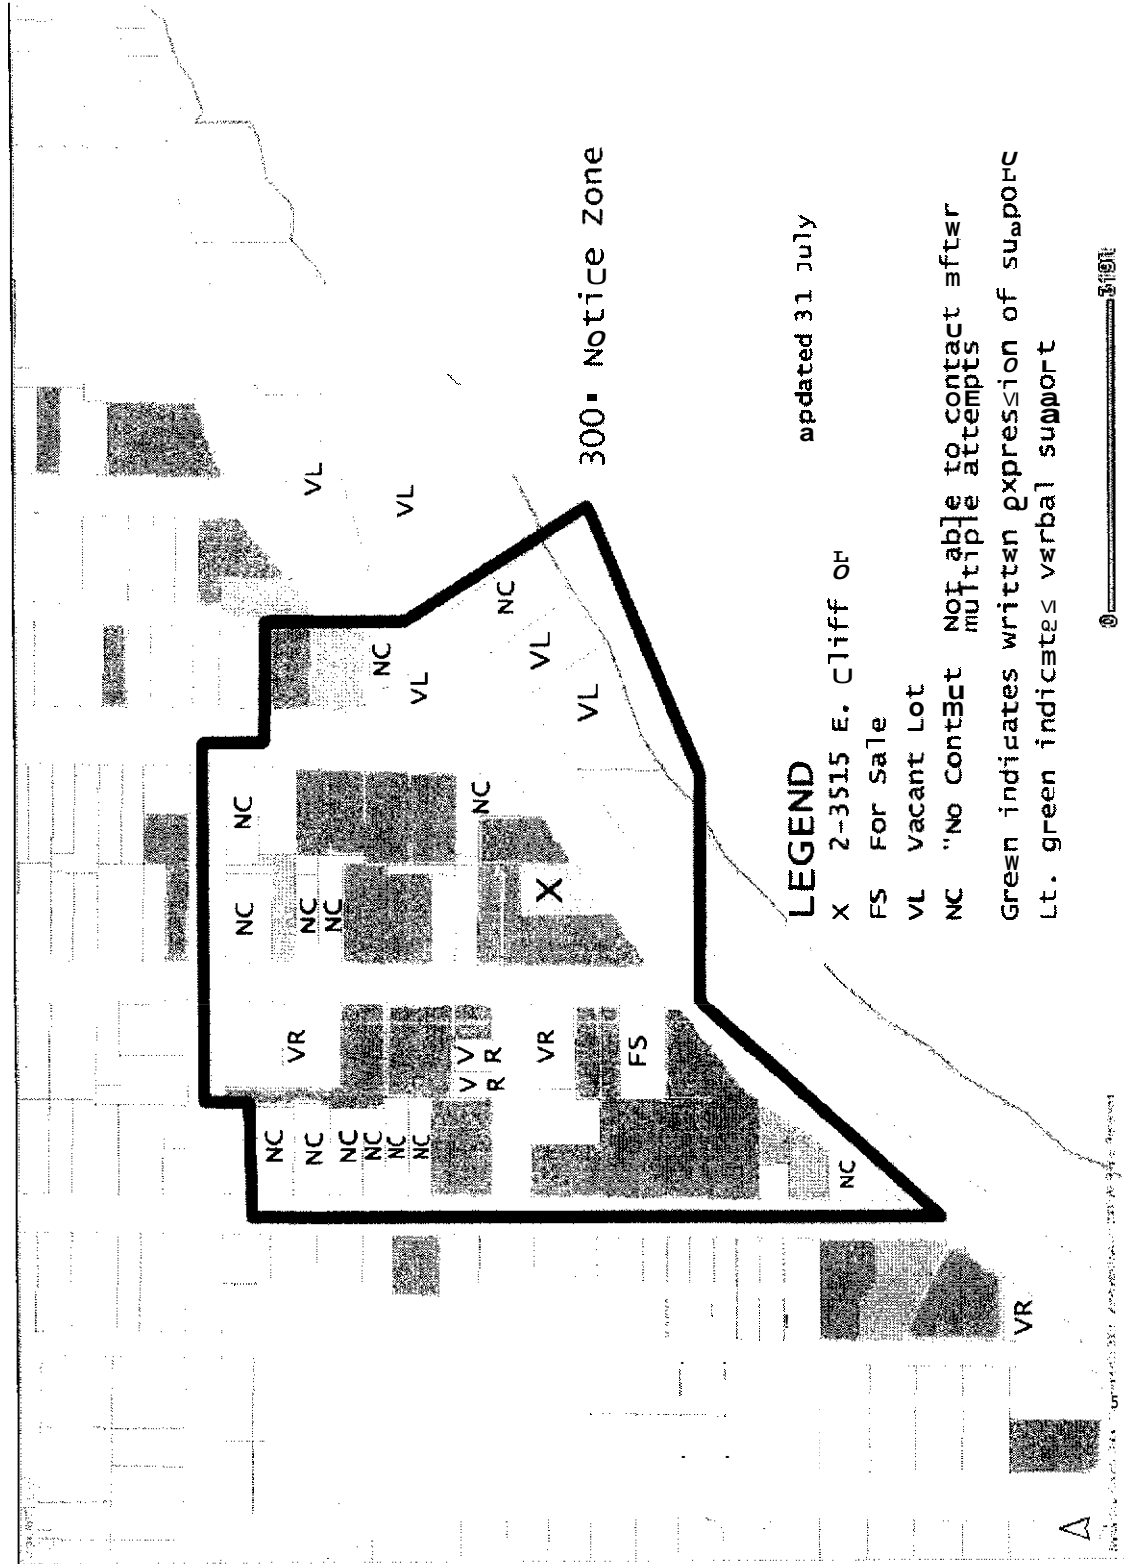 NC NC
NC
VR
NC
VL
NC
NC
NC
NC
NC
NC
VL
VL
NC
V V
NC
R R
NC
VL
VR X
VL
300 Notice Zone
FS
LEGEND
apdated 31 July
X 2-3515 E. Cliff
NC
FS For Sale
VL Vacant Lot
NC "No Contact Not able to contact after
multiple attempts
Green indicates written expression of support
VR
Lt. green indicates verbal support
0